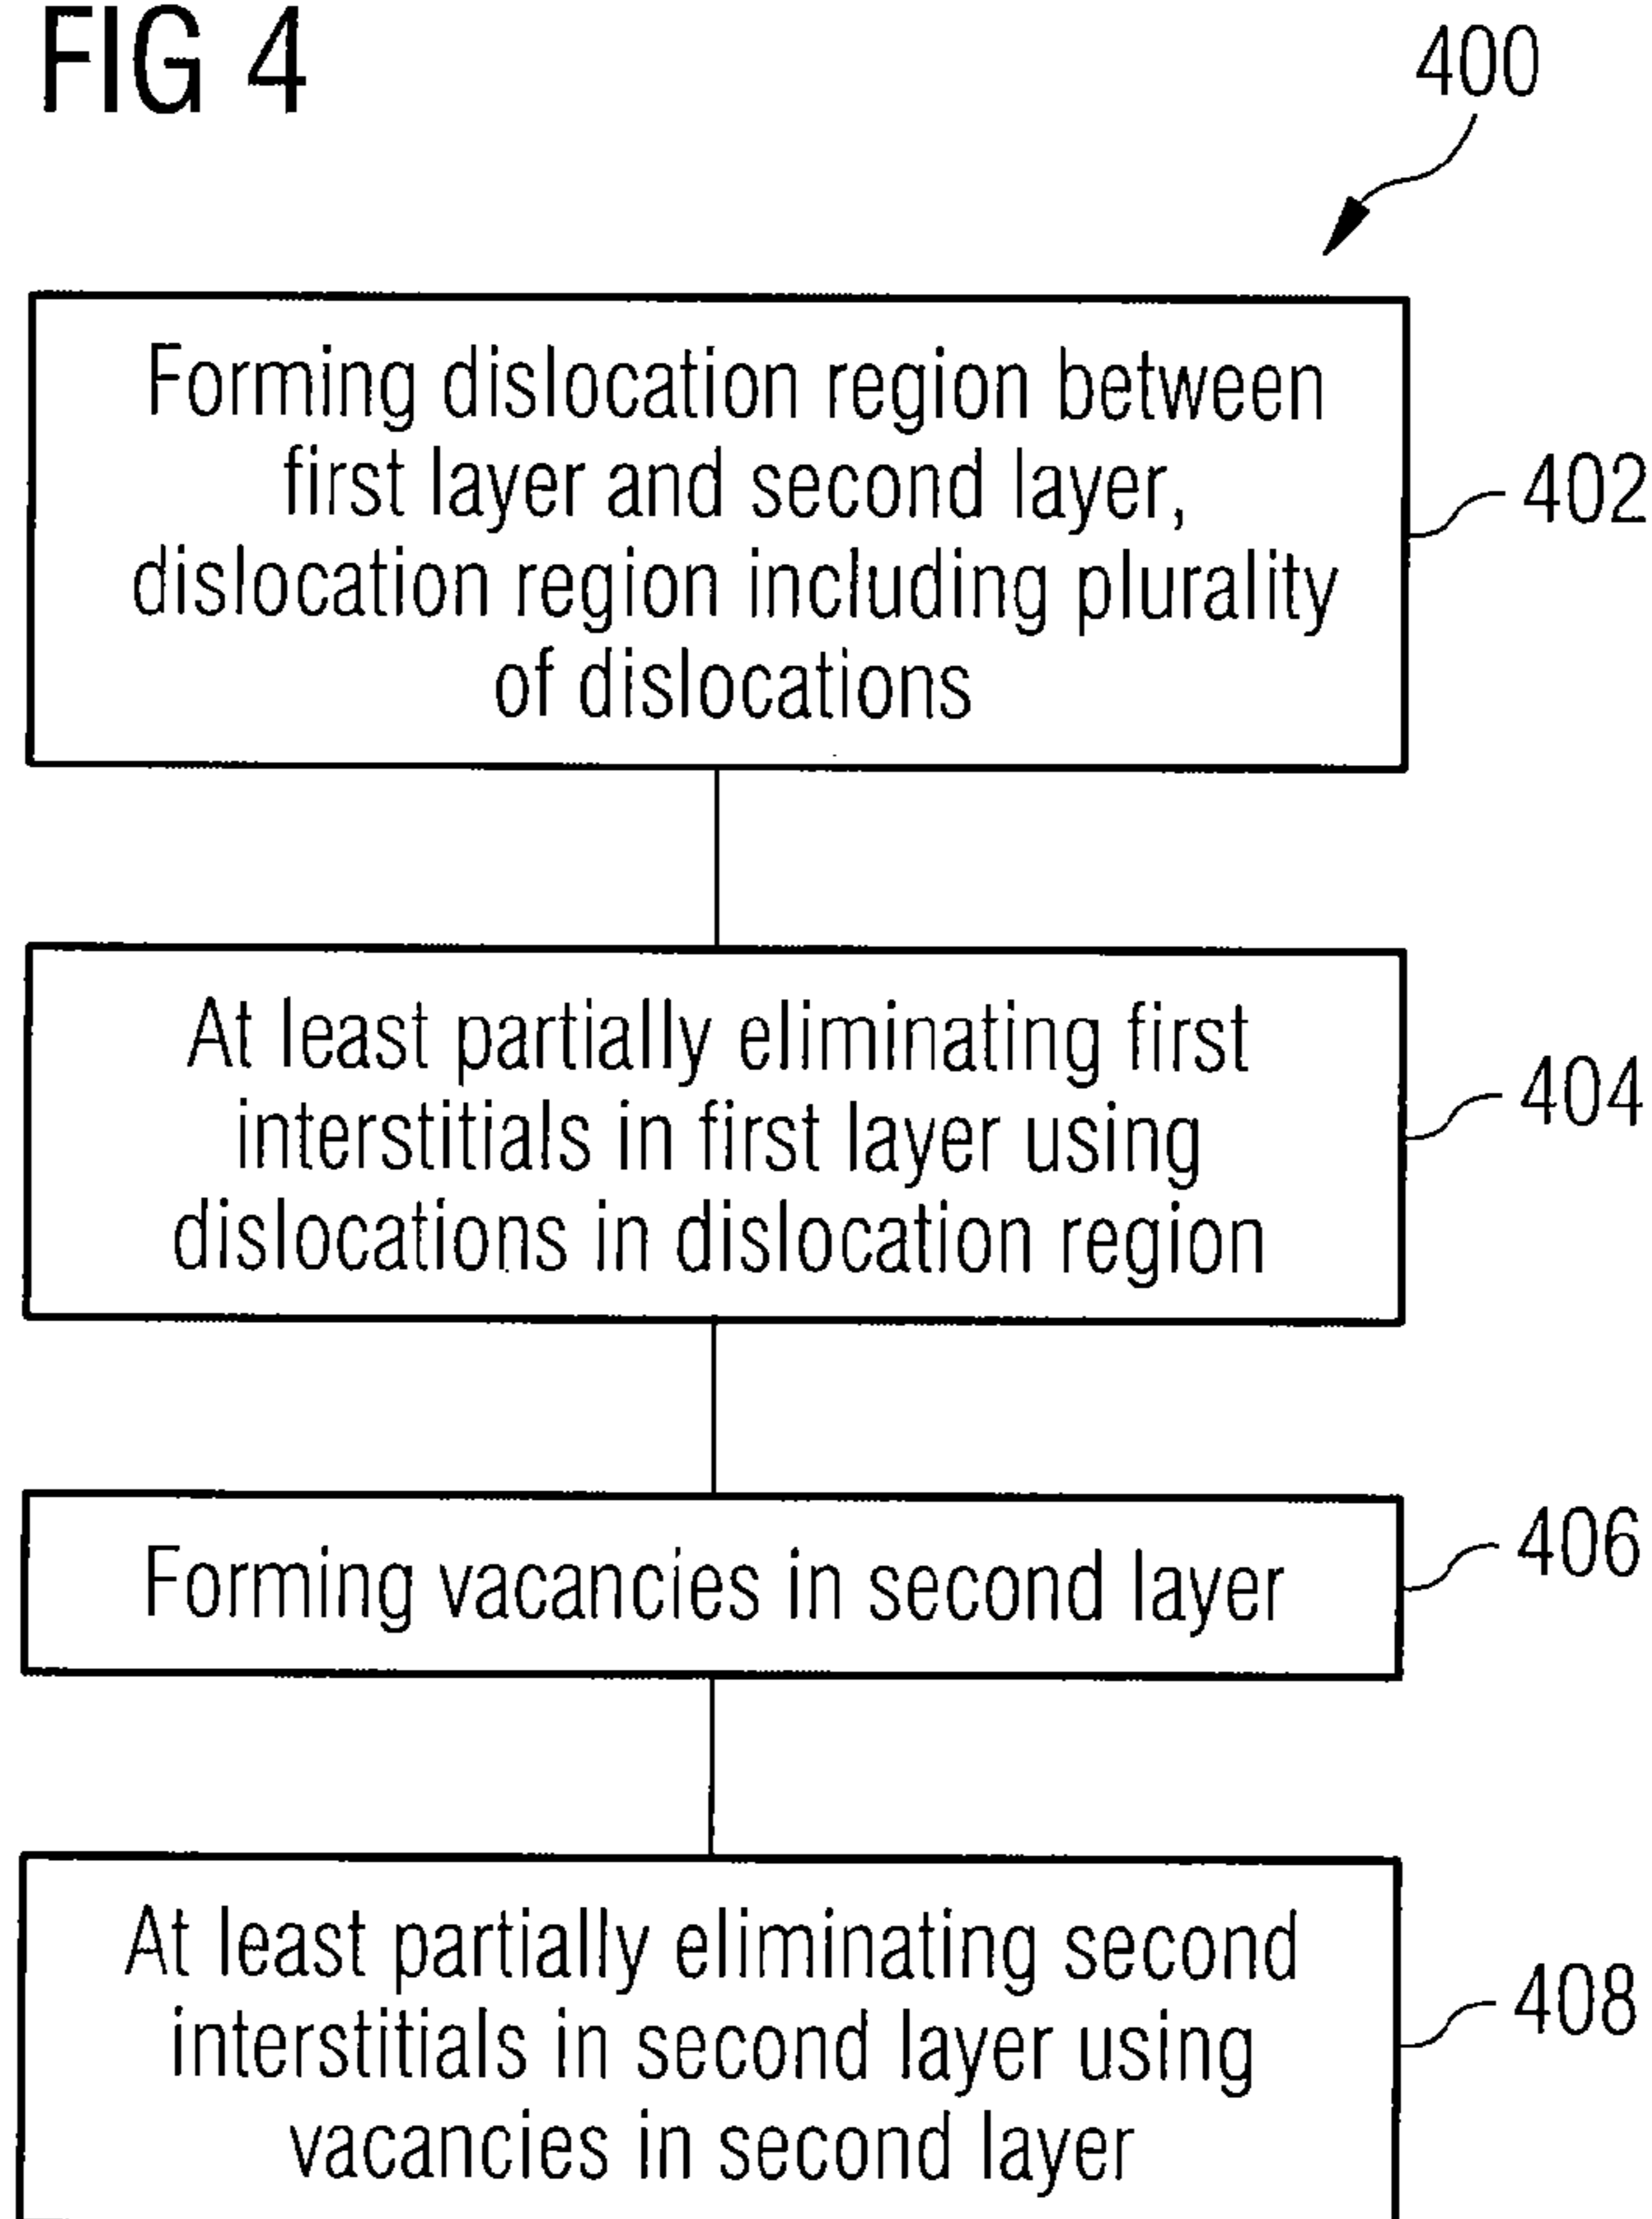 FIG 4
400
Forming dislocation region between
first layer and second layer,
dislocation region including plurality
of dislocations
402
At least partially eliminating first
interstitials in first layer using
dislocations in dislocation region
404
Forming vacancies in second layer
406
At least partially eliminating second
interstitials in second layer using
vacancies in second layer
408